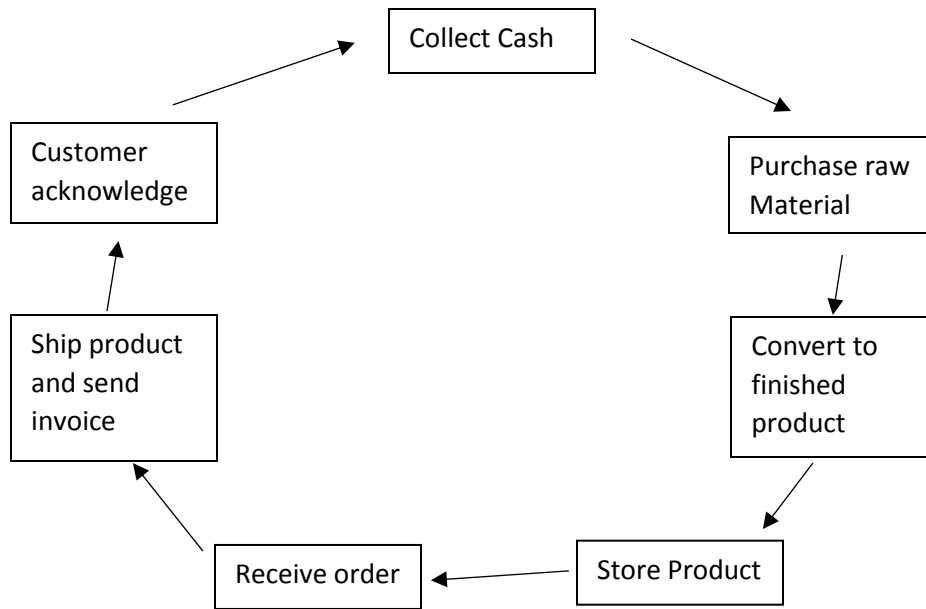 Collect Cash
Customer
acknowledge
Purchase raw
Material
Ship product
and send
invoice
Convert to
finished
product
Receive order
Store Product